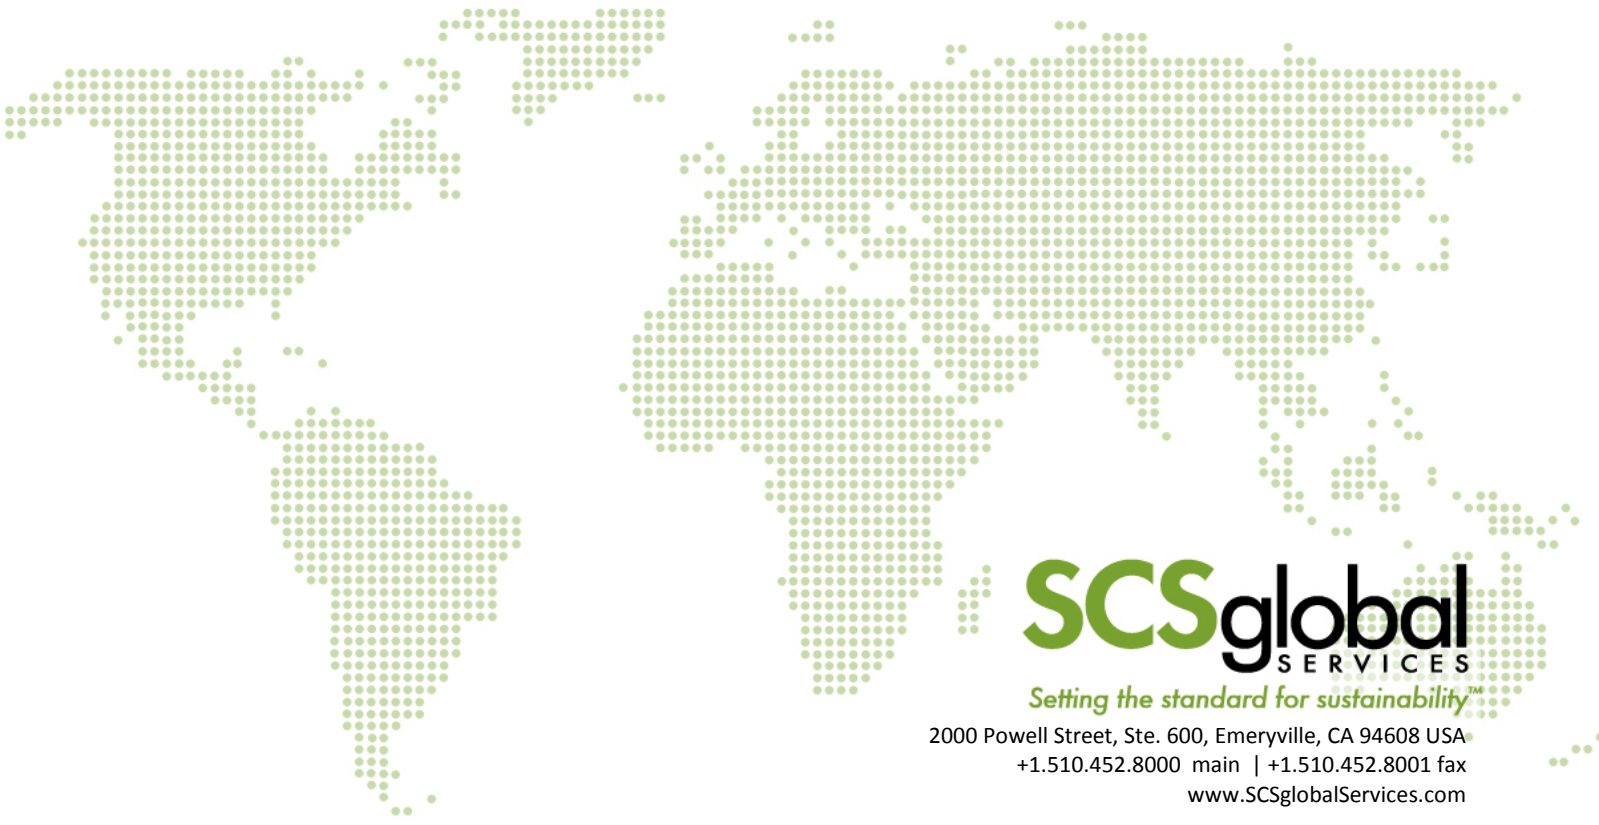 SCSglobal
SERVICES
Setting the standard for sustainability™
2000 Powell Street, Ste. 600, Emeryville, CA 94608 USA
+1.510.452.8000 main | +1.510.452.8001 fax
www.SCSglobalServices.com